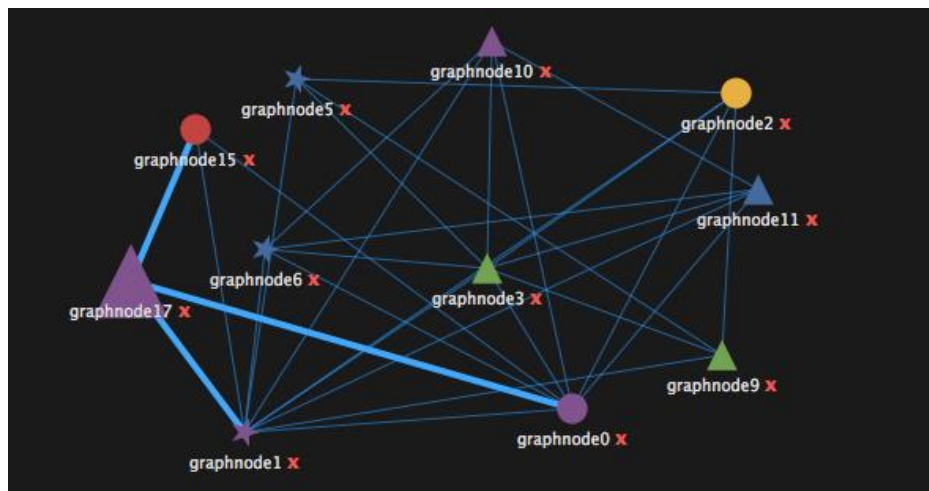 graphnode10 x
graphnode5 x
graphnode2 x
graphnode15 x
graphnode11 x
graphnode6 x
graphnode3 x
graphnode17 x
graphnode9 x
graphnode0 x
graphnode1 x